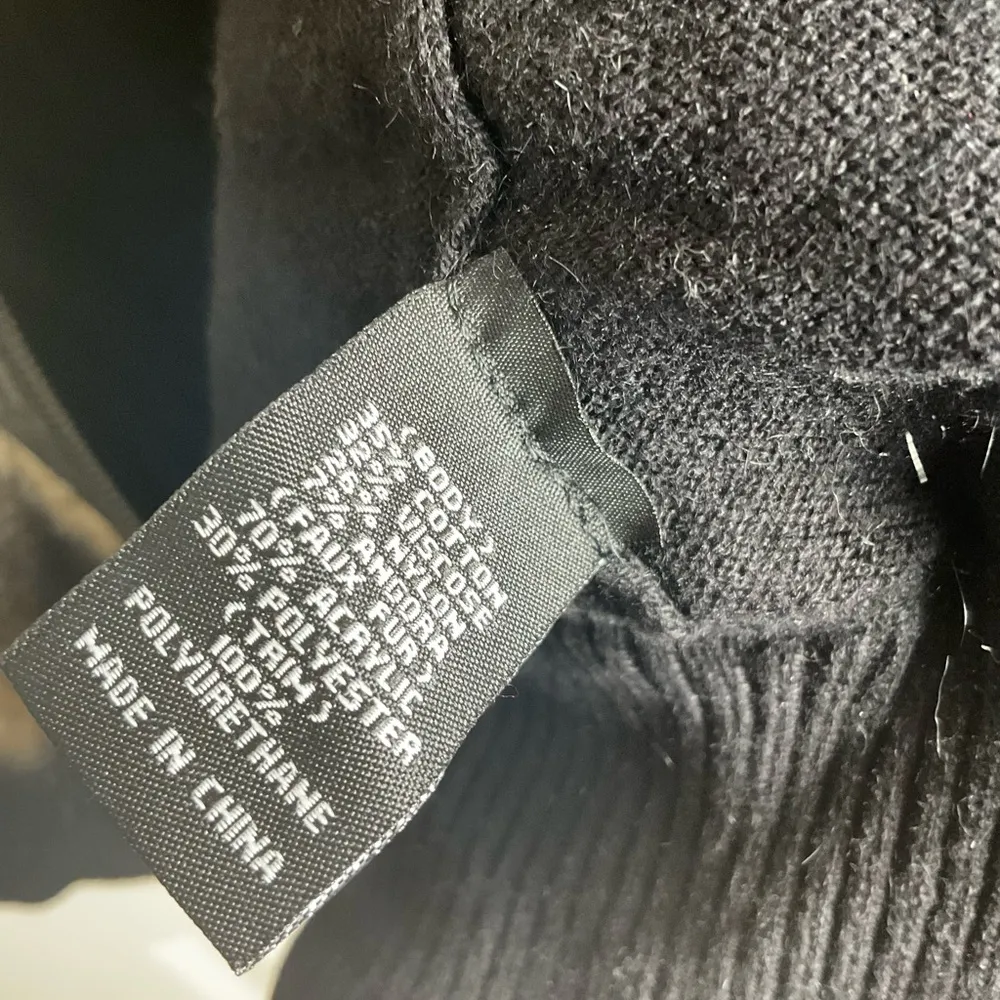 (BODY)
35% COTTON
32% VISCOSE
26% NYLON
7% ANGORA
(FAUX FUR)
70% ACRYLIC
30% POLYESTER
(TRIM)
100%
POLYURETHANE
MADE IN CHINA